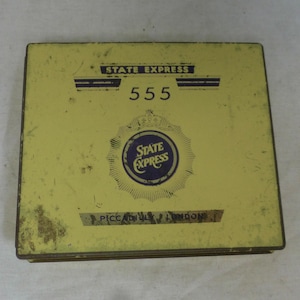 STATE EXPRESS
555
STATE
EXPRESS
PICCADILLY LONDON